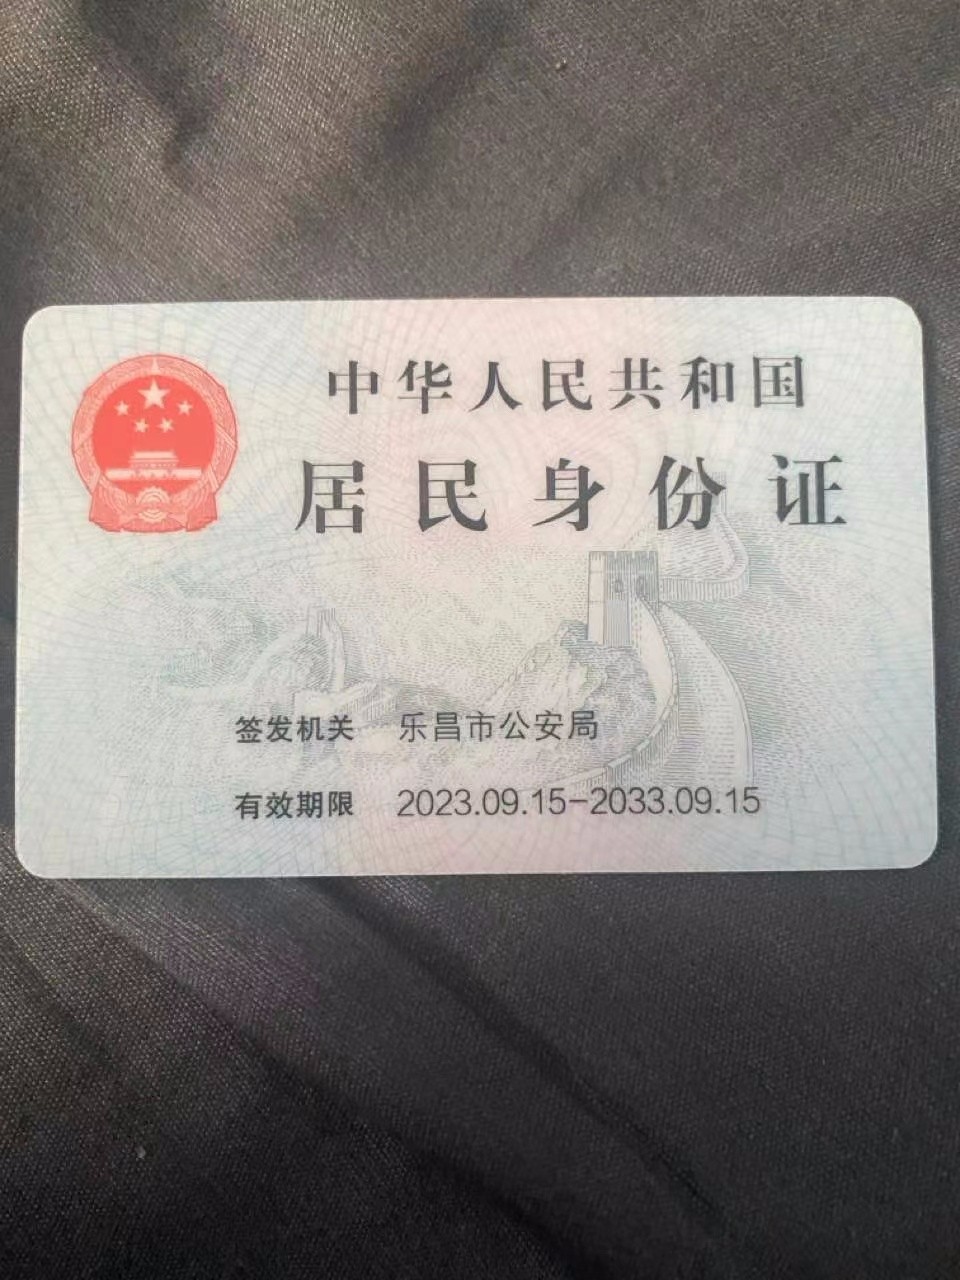 中华人民共和国
居民身份证
签发机关 乐昌市公安局
有效期限 2023.09.15-2033.09.15